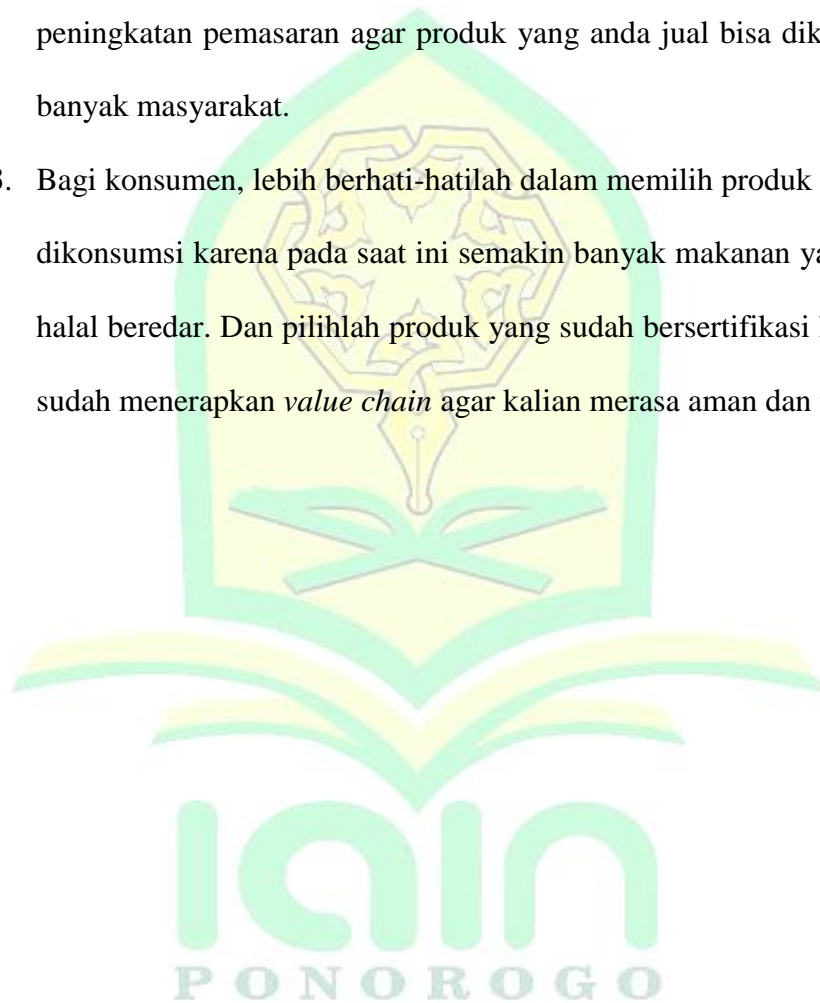 peningkatan pemasaran agar produk yang anda jual bisa
banyak masyarakat.
3. Bagi konsumen, lebih berhati-hatilah dalam memilih produk
dikonsumsi karena pada saat ini semakin banyak makanan
halal beredar. Dan pilihlah produk yang sudah bersertifikasi
sudah menerapkan value chain agar kalian merasa aman dan
iain
PONOROGO